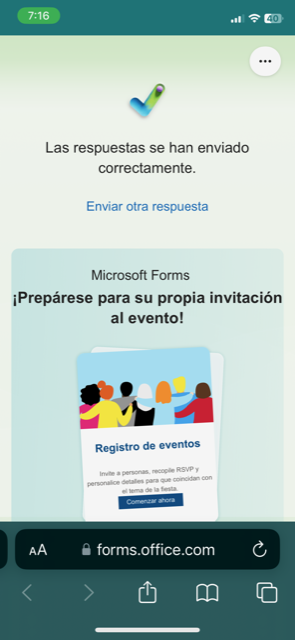 7:16
40
Las respuestas se han enviado
correctamente.
Enviar otra respuesta
Microsoft Forms
¡Prepárese para su propia invitación
al evento!
Registro de eventos
Invite a personas, recopile RSVP y
personalice detalles para que coincidan con
el tema de la fiesta.
Comenzar ahora
AA
forms.office.com